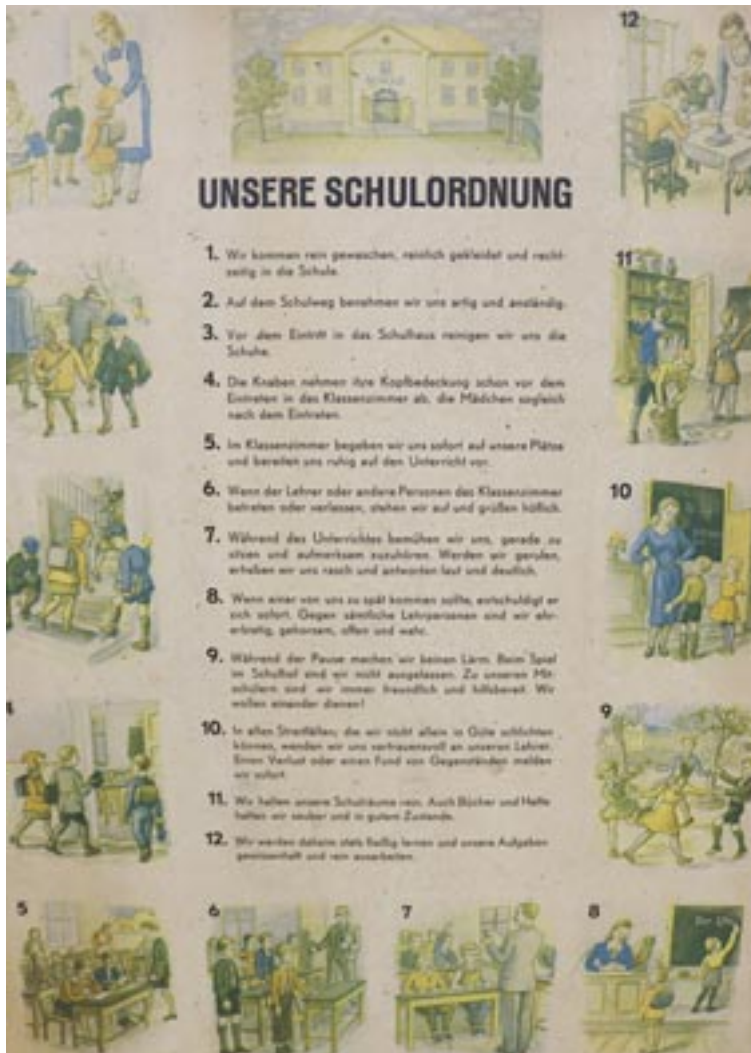 12
UNSERE SCHULORDNUNG
1. Wir kommen rein gewaschen, reinlich gekleidet und recht-
zeitig in die Schule.
2. Auf dem Schulweg benehmen wir uns artig und anständig.
3. Vor dem Eintritt in das Schulhaus reinigen wir uns die
Schuhe.
4. Die Knaben nehmen ihre Kopfbedeckung schon vor dem
Eintreten in das Klassenzimmer ab, die Mädchen sogleich
nach dem Eintreten.
5. Im Klassenzimmer begeben wir uns sofort auf unsere Plätze
und bereiten uns ruhig auf den Unterricht vor.
6. Wenn der Lehrer oder andere Personen das Klassenzimmer
betreten oder verlassen, stehen wir auf und grüßen höflich.
7. Während des Unterrichtes bemühen wir uns, gerade zu
sitzen und aufmerksam zuzuhören. Werden wir gerufen,
erheben wir uns rasch und antworten laut und deutlich.
8. Wenn einer von uns zu spät kommen sollte, entschuldigt er
sich sofort. Gegen sämtliche Lehrpersonen sind wir ehr-
erbietig, gehorsam, offen und wahr.
9. Während der Pause machen wir keinen Lärm. Beim Spiel
im Schulhof sind wir nicht ausgelassen. Zu unseren Mit-
schülern sind wir immer freundlich und hilfsbereit. Wir
wollen einander dienen!
10. In allen Streitfällen, die wir nicht allein in Güte schlichten
können, wenden wir uns vertrauensvoll an unseren Lehrer.
Einen Verlust oder einen Fund von Gegenständen melden
wir sofort.
11. Wir halten unsere Schulräume rein. Auch Bücher und Hefte
halten wir sauber und in gutem Zustande.
12. Wir werden daheim stets fleißig lernen und unsere Aufgaben
gewissenhaft und rein ausarbeiten.
11
10
9
5
6
7
8